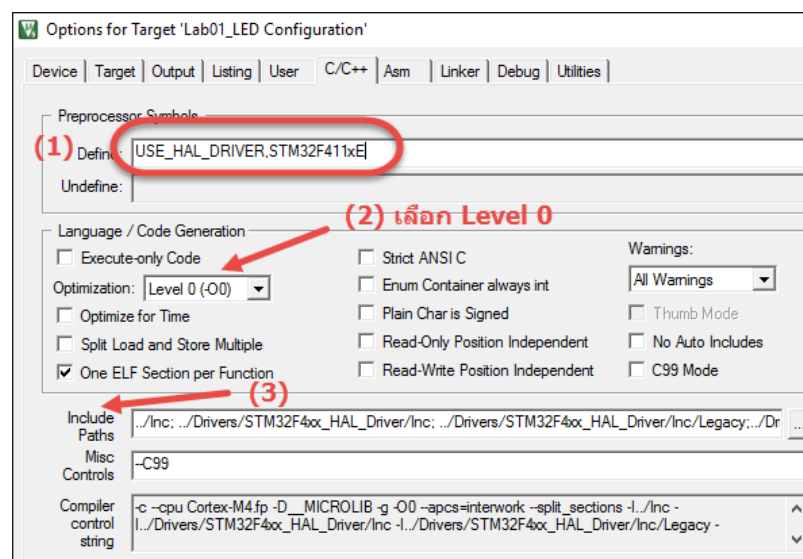 Options for Target 'Lab01_LED Configuration'
Device Target Output Listing User C/C++ Asm Linker Debug Utilities
Preprocessor Symbols
(1) Define: USE_HAL_DRIVER,STM32F411xE
Undefine:
(2) เลือก Level 0
Language / Code Generation
Execute-only Code
Strict ANSI C
Warnings:
Optimization: Level 0 (-O0)
Enum Container always int
All Warnings
Optimize for Time
Plain Char is Signed
Thumb Mode
Split Load and Store Multiple
Read-Only Position Independent
No Auto Includes
One ELF Section per Function
Read-Write Position Independent
C99 Mode
(3)
Include Paths
../Inc; ../Drivers/STM32F4xx_HAL_Driver/Inc; ../Drivers/STM32F4xx_HAL_Driver/Inc/Legacy;../Dr ...
Misc Controls
--C99
Compiler control string
-c --cpu Cortex-M4.fp -D__MICROLIB -g -O0 --apcs=interwork --split_sections -I../Inc -
I../Drivers/STM32F4xx_HAL_Driver/Inc -I../Drivers/STM32F4xx_HAL_Driver/Inc/Legacy -